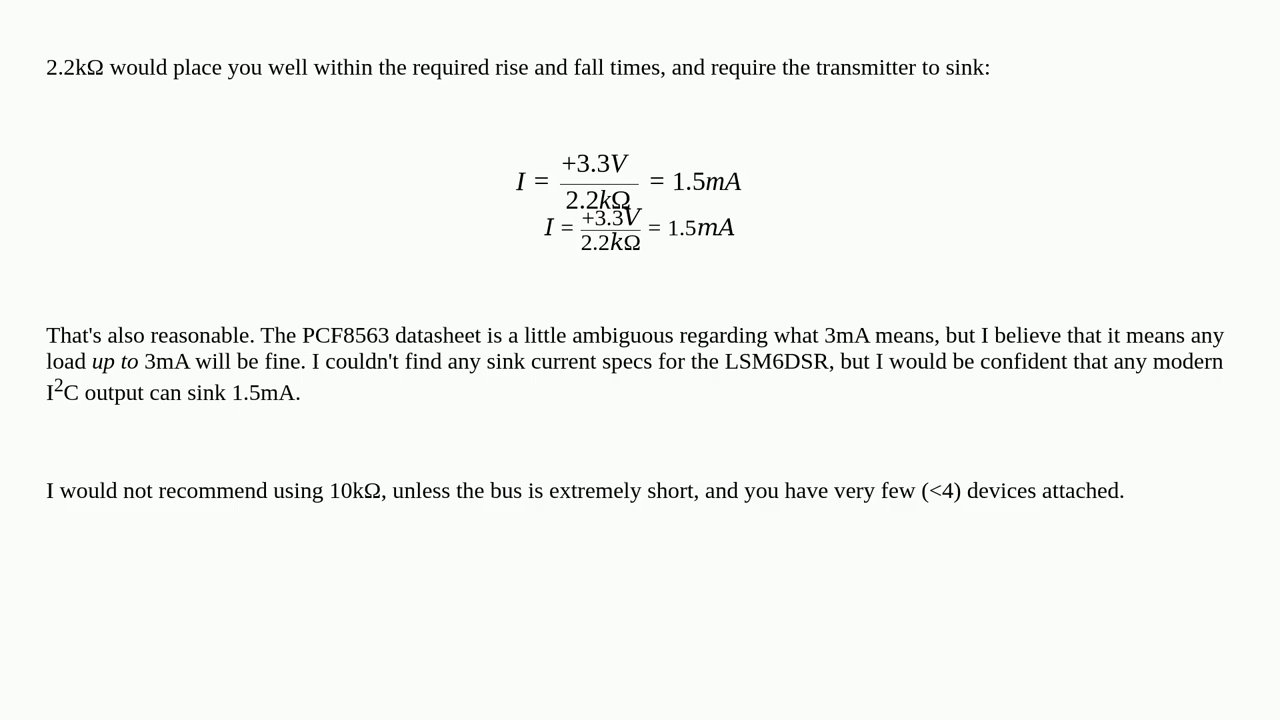 2.2kΩ would place you well within the required rise and fall times, and require the transmitter to sink:
I = +3.3V / 2.2kΩ = 1.5mA
I = +3.3V / 2.2kΩ = 1.5mA
That's also reasonable. The PCF8563 datasheet is a little ambiguous regarding what 3mA means, but I believe that it means any
load up to 3mA will be fine. I couldn't find any sink current specs for the LSM6DSR, but I would be confident that any modern
I²C output can sink 1.5mA.
I would not recommend using 10kΩ, unless the bus is extremely short, and you have very few (<4) devices attached.